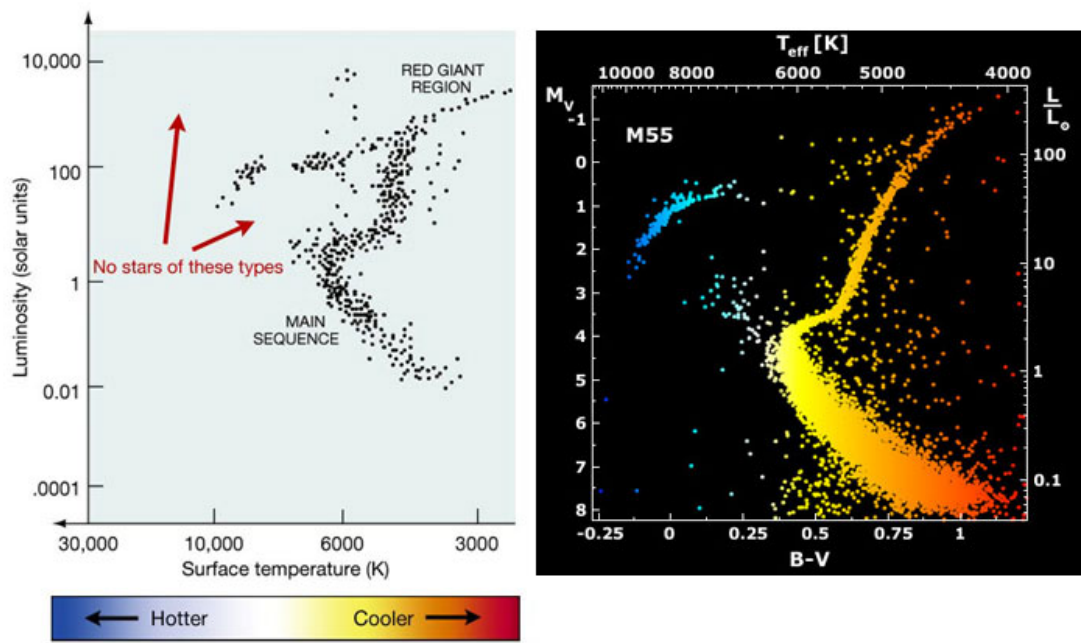 10,000
100
1
0.01
.0001
Luminosity (solar units)
RED GIANT
REGION
No stars of these types
MAIN
SEQUENCE
30,000
10,000
6000
3000
Surface temperature (K)
Hotter
Cooler
T eff [K]
10000
8000
6000
5000
4000
M V
L
L ⊙
M55
-1
0
1
2
3
4
5
6
7
8
100
10
1
0.1
-0.25
0
0.25
0.5
0.75
1
B-V